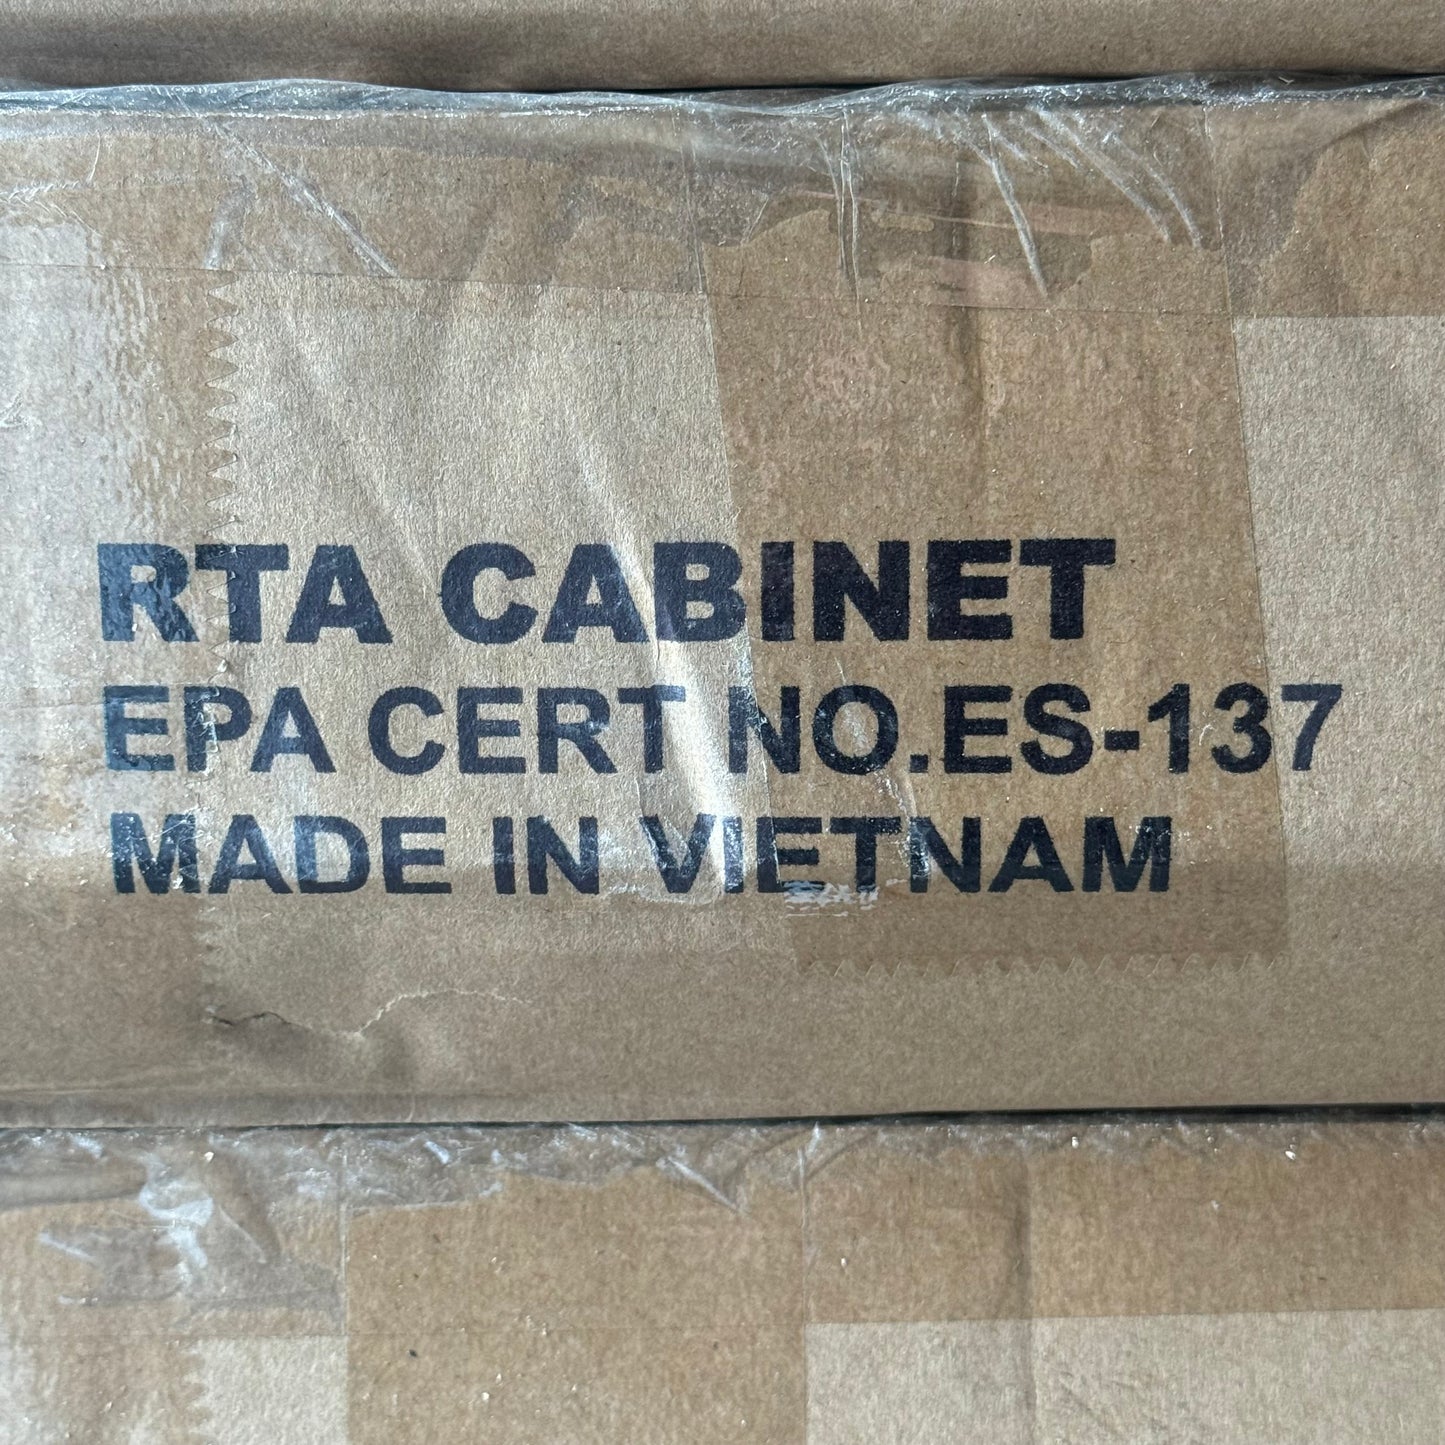 RTA CABINET
EPA CERT NO.ES-137
MADE IN VIETNAM